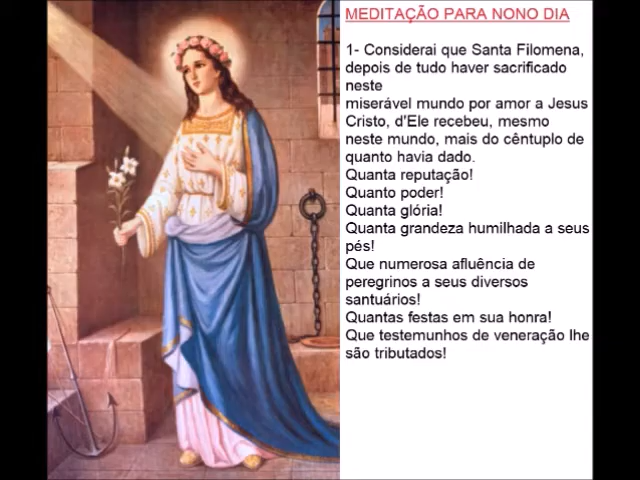 MEDITAÇÃO PARA NONO DIA
1- Considerai que Santa Filomena,
depois de tudo haver sacrificado
neste
miserável mundo por amor a Jesus
Cristo, d'Ele recebeu, mesmo
neste mundo, mais do cêntuplo de
quanto havia dado.
Quanta reputação!
Quanto poder!
Quanta glória!
Quanta grandeza humilhada a seus
pés!
Que numerosa afluência de
peregrinos a seus diversos
santuários!
Quantas festas em sua honra!
Que testemunhos de veneração lhe
são tributados!